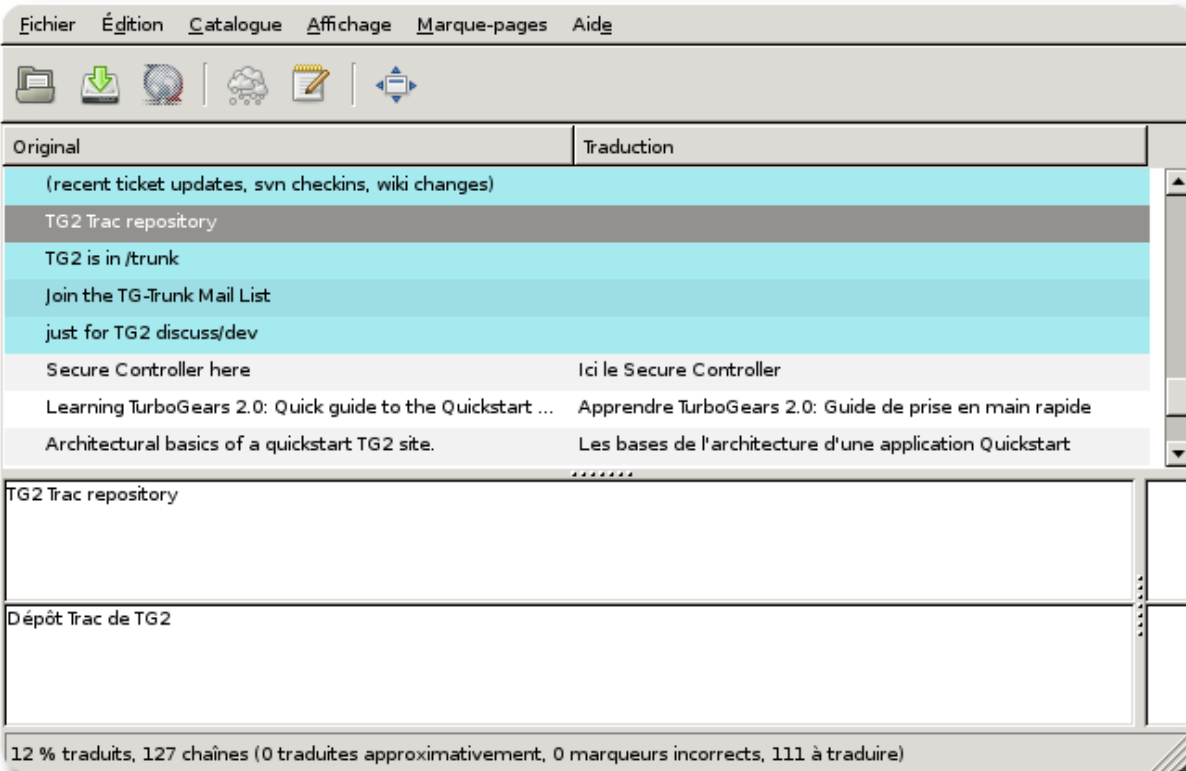 Fichier Édition Catalogue Affichage Marque-pages Aide
Original Traduction
(recent ticket updates, svn checkins, wiki changes)
TG2 Trac repository
TG2 is in /trunk
Join the TG-Trunk Mail List
just for TG2 discuss/dev
Secure Controller here Ici le Secure Controller
Learning TurboGears 2.0: Quick guide to the Quickstart ... Apprendre TurboGears 2.0: Guide de prise en main rapide
Architectural basics of a quickstart TG2 site. Les bases de l'architecture d'une application Quickstart
TG2 Trac repository
Dépôt Trac de TG2
12 % traduits, 127 chaînes (0 traduites approximativement, 0 marqueurs incorrects, 111 à traduire)